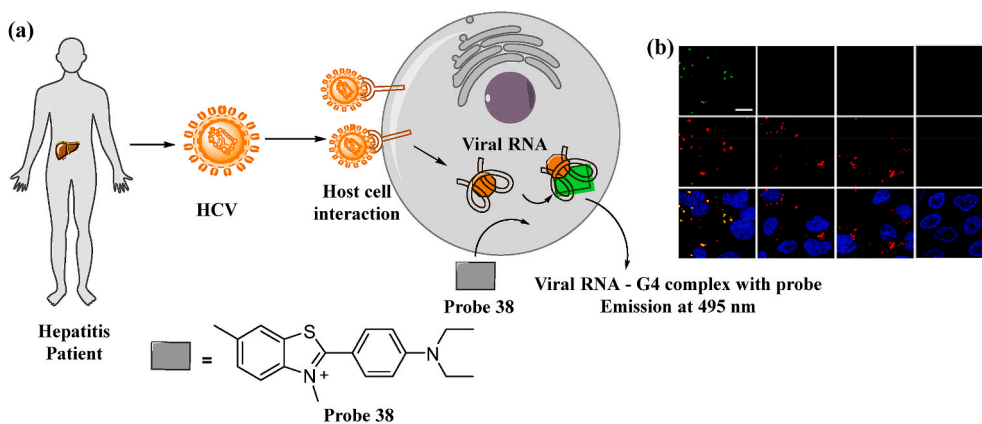 (a)
(b)
Viral RNA
HCV
Host cell
interaction
Probe 38
Viral RNA - G4 complex with probe
Emission at 495 nm
Hepatitis
Patient
=
S
N
N
+
Probe 38